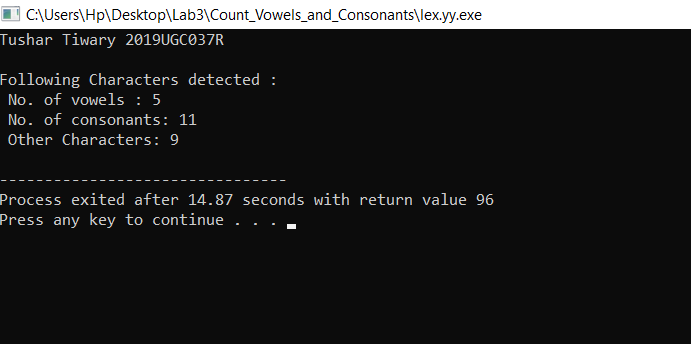 C:\Users\Hp\Desktop\Lab3\Count_Vowels_and_Consonants\lex.yy.exe
Tushar Tiwary 2019UGC037R
Following Characters detected :
No. of vowels : 5
No. of consonants: 11
Other Characters: 9
--------------------------------
Process exited after 14.87 seconds with return value 96
Press any key to continue . . .